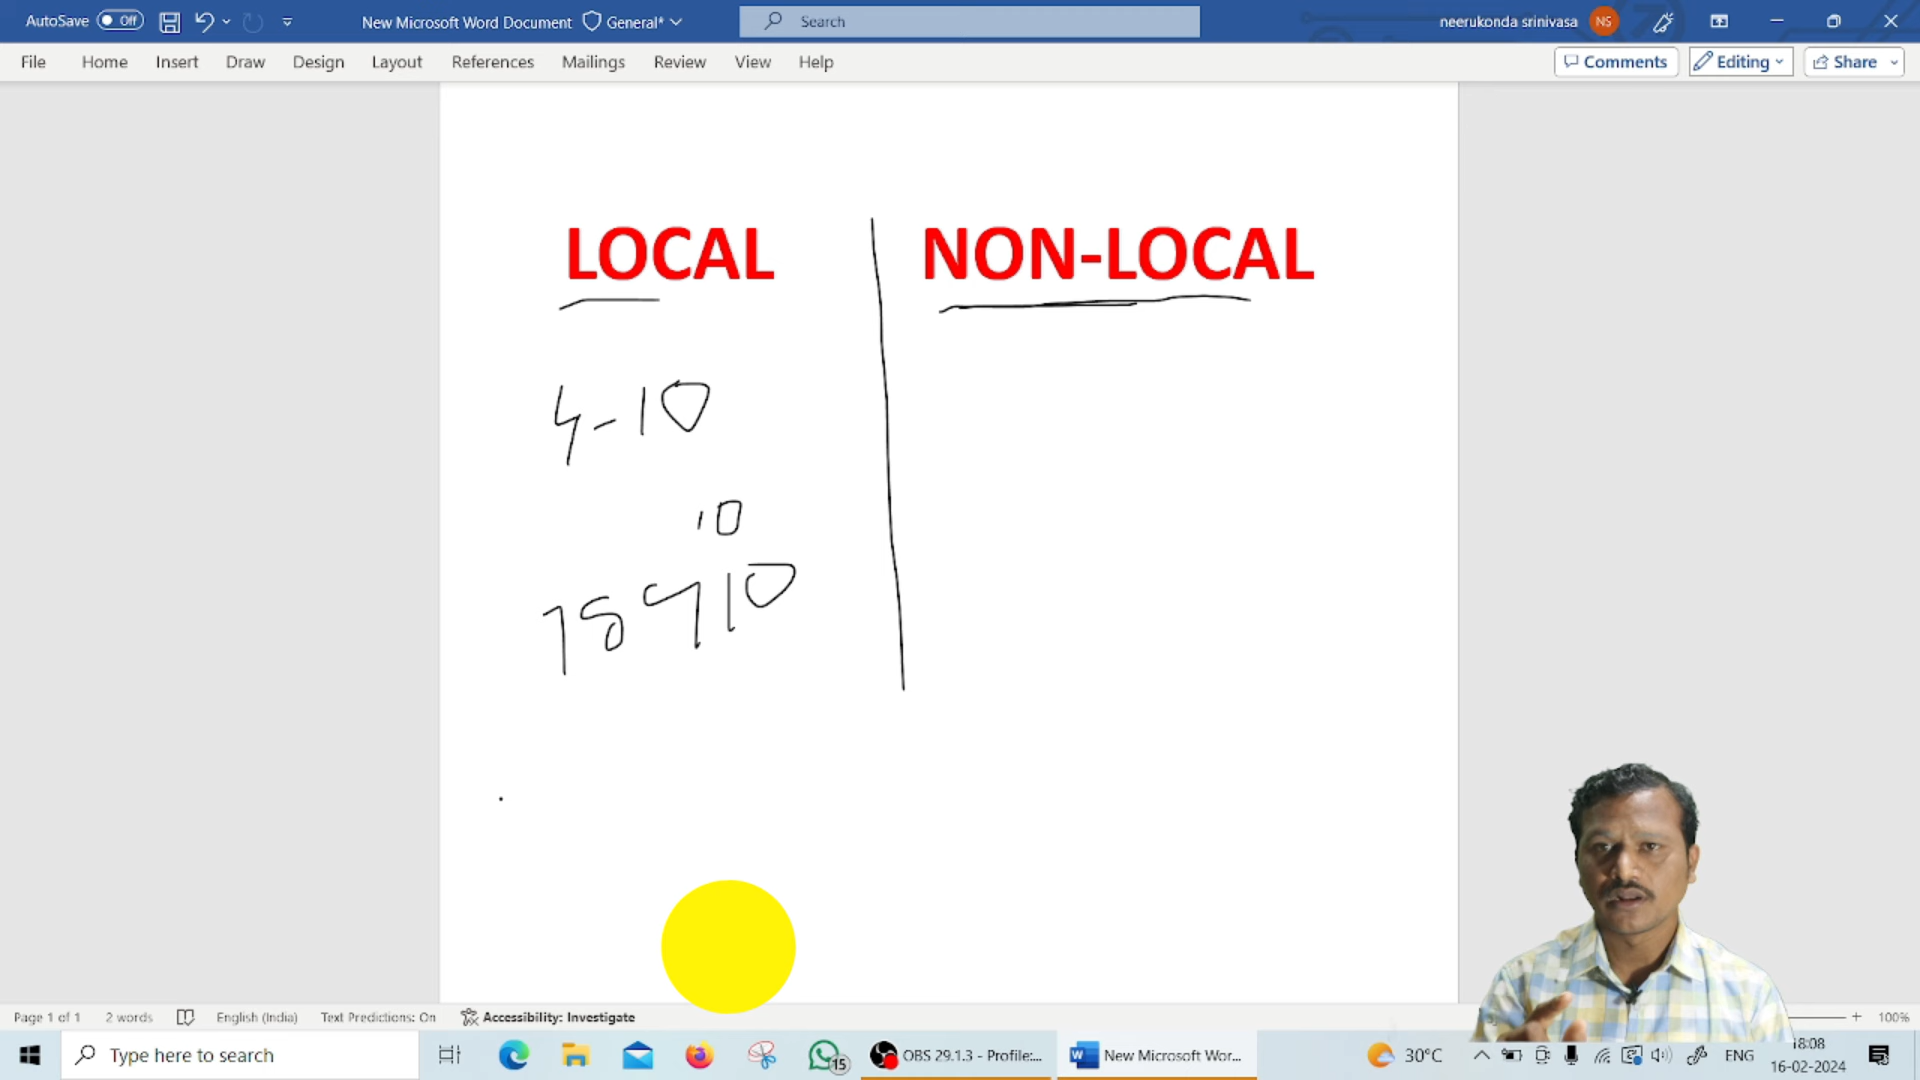 AutoSave Off New Microsoft Word Document General* Search neerukonda srinivasa NS
File Home Insert Draw Design Layout References Mailings Review View Help Comments Editing Share
LOCAL NON-LOCAL
4-10
10
78910
Page 1 of 1 2 words English (India) Text Predictions: On Accessibility: Investigate 100%
Type here to search 15 OBS 29.1.3 - Profile:... New Microsoft Wor... 30°C ENG 18:08
16-02-2024